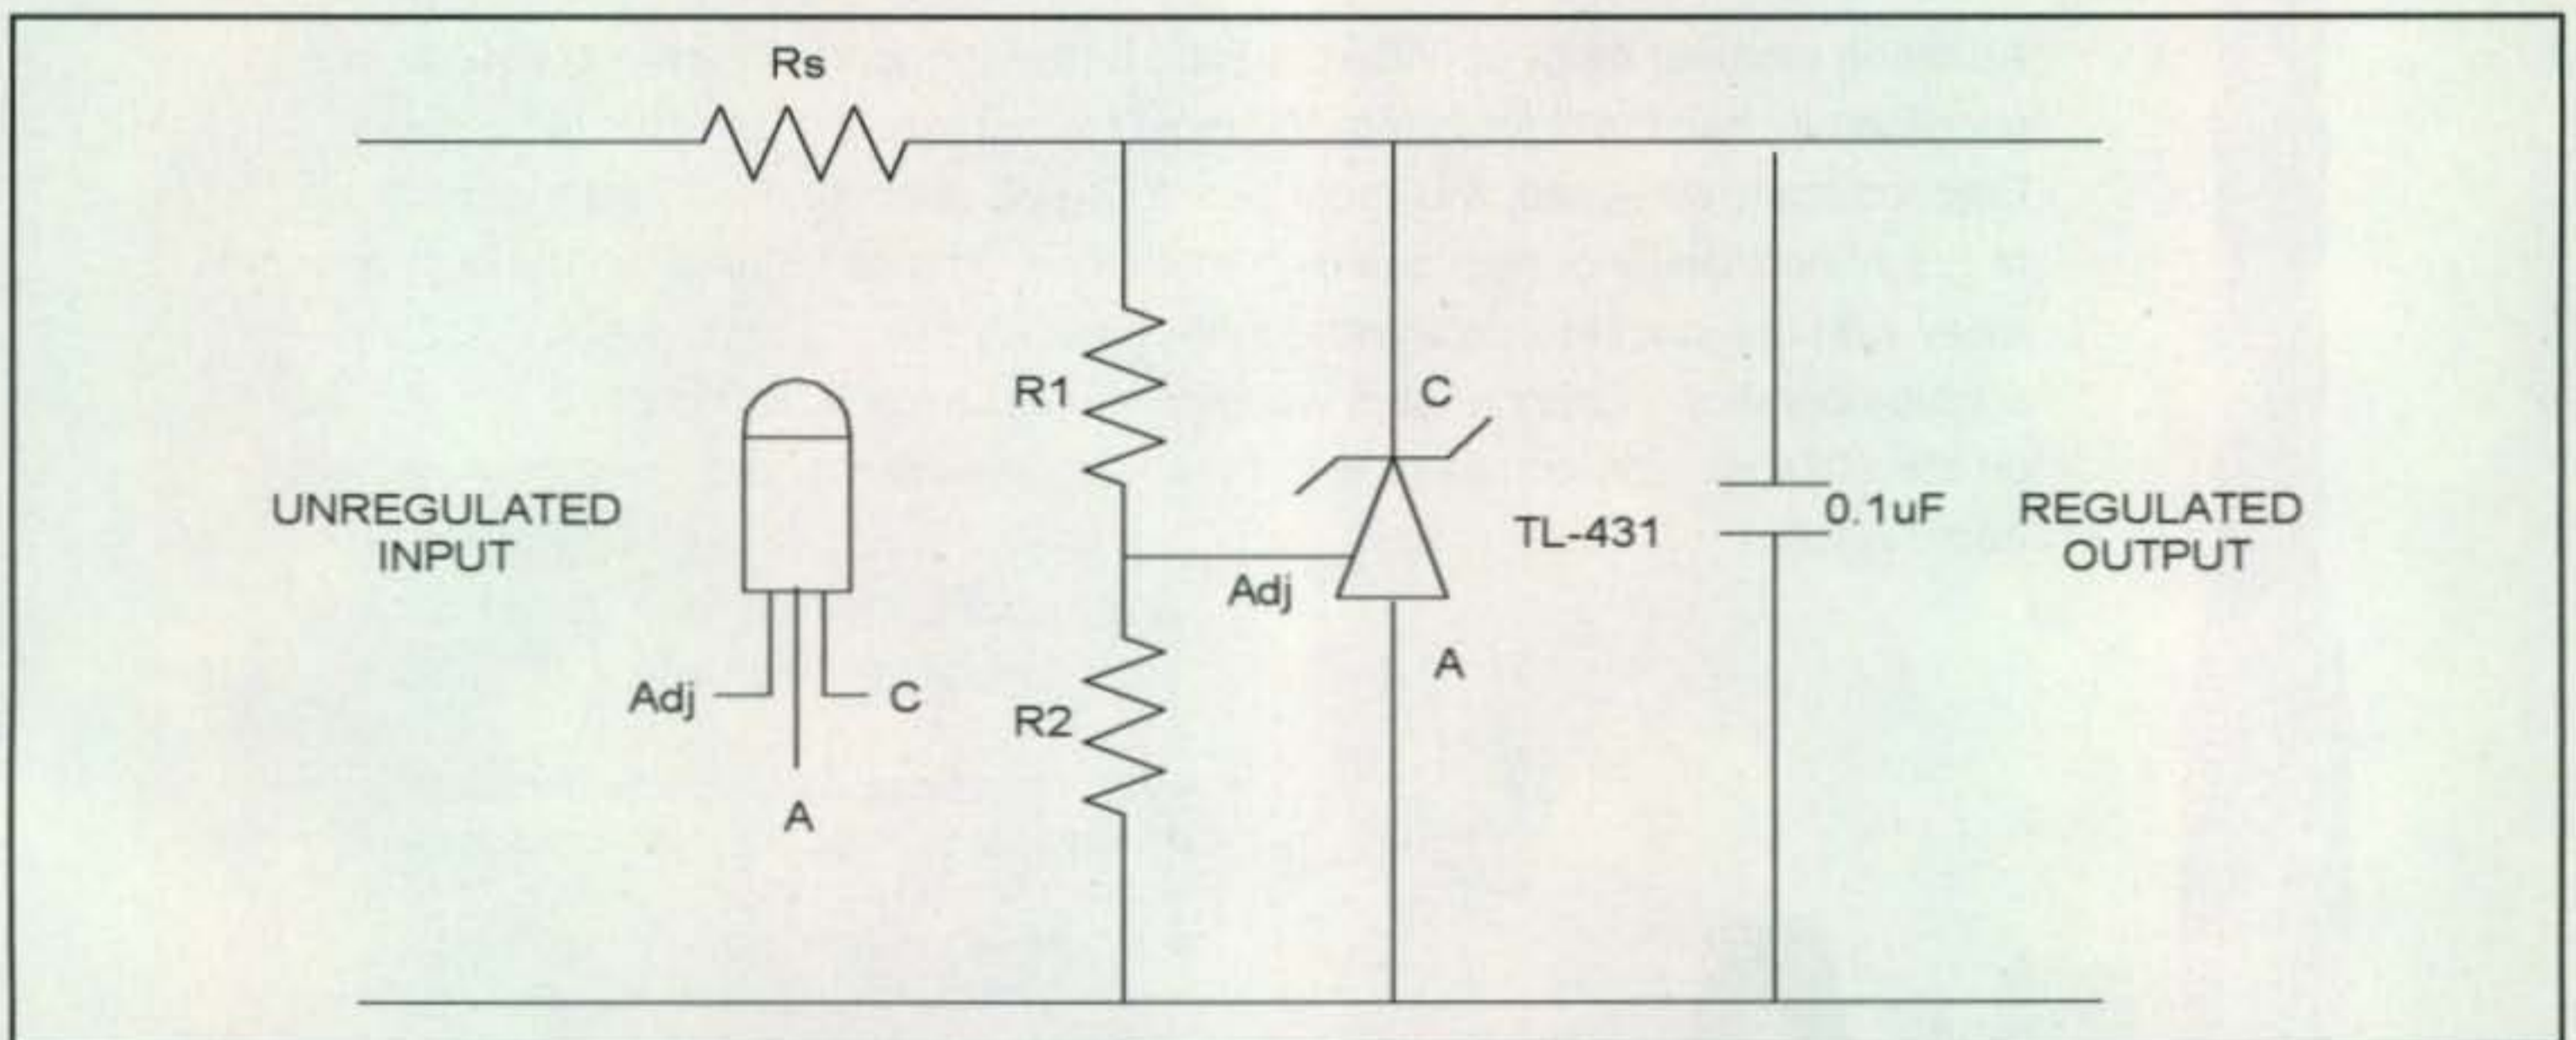 Rs
R1
C
UNREGULATED
INPUT
TL-431
0.1uF
REGULATED
OUTPUT
Adj
A
Adj
C
R2
A